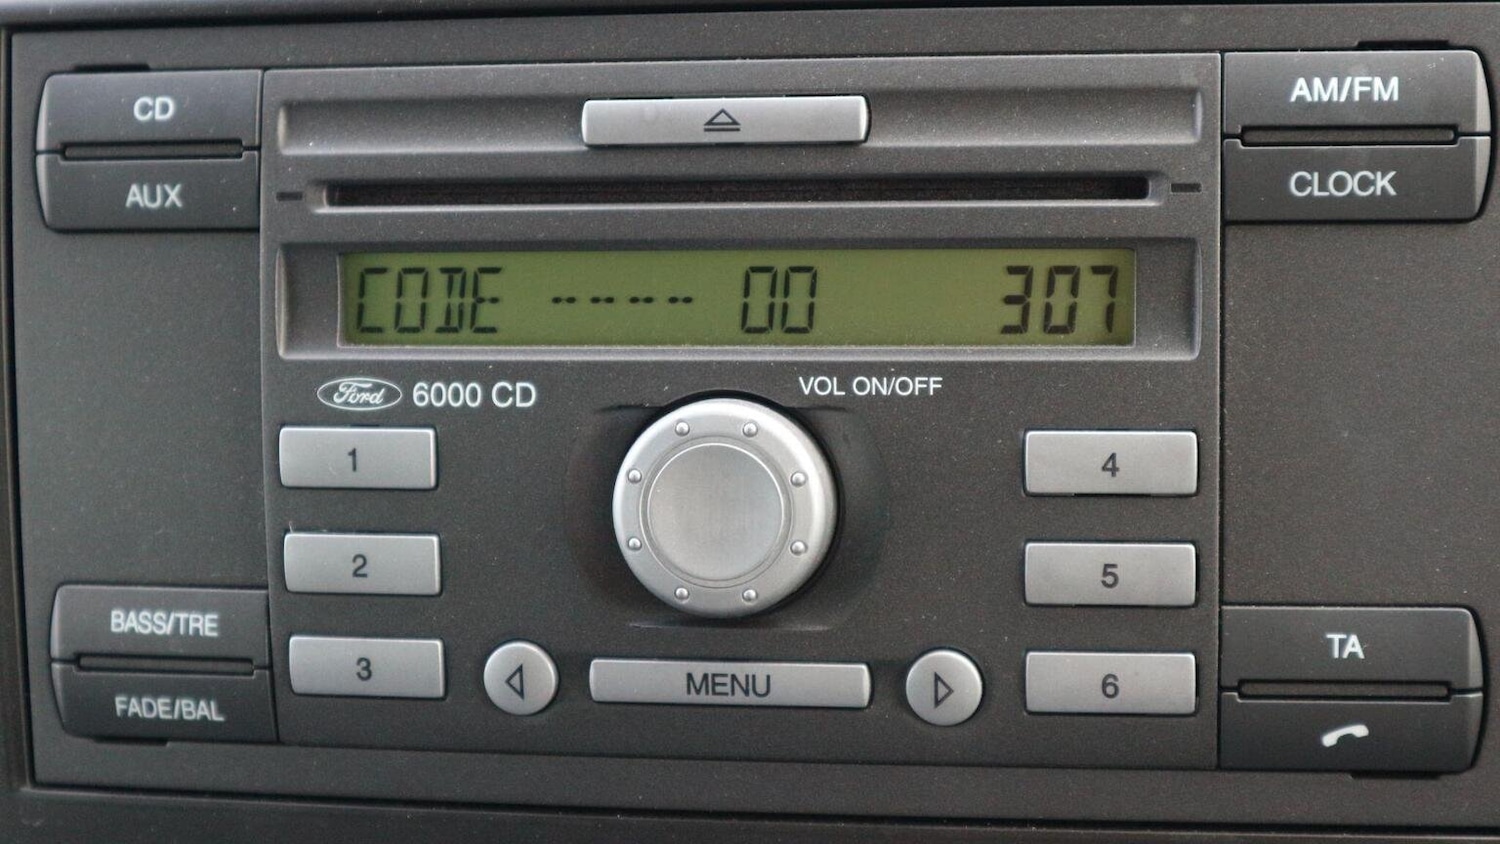 CD
AUX
AM/FM
CLOCK
CODE ---- 00 307
Ford 6000 CD
VOL ON/OFF
1
2
3
4
5
6
BASS/TRE
FADE/BAL
MENU
TA